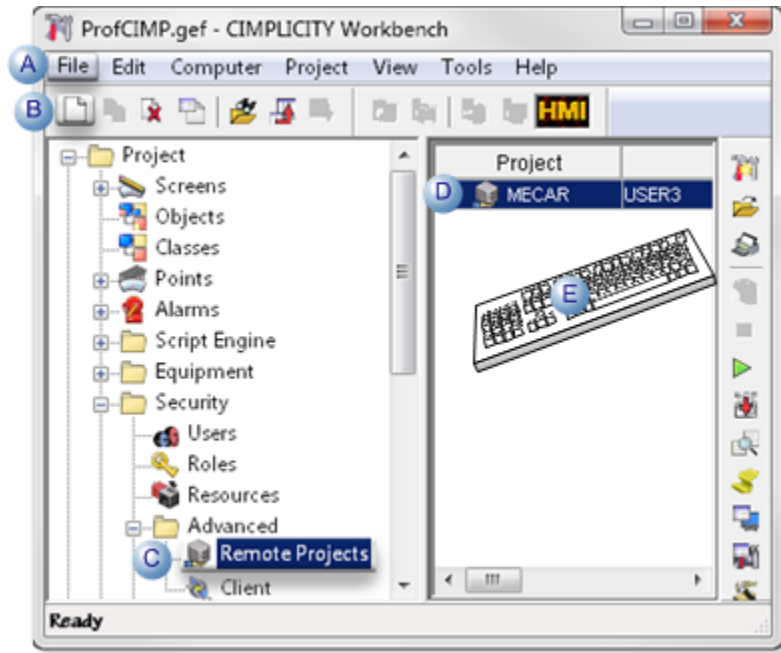 ProfCIMP.gef - CIMPLICITY Workbench
A File Edit Computer Project View Tools Help
B HMI
Project
Screens
Objects
Classes
Points
Alarms
Script Engine
Equipment
Security
Users
Roles
Resources
Advanced
C Remote Projects
Client
Project
D MECAR USER3
E
Ready